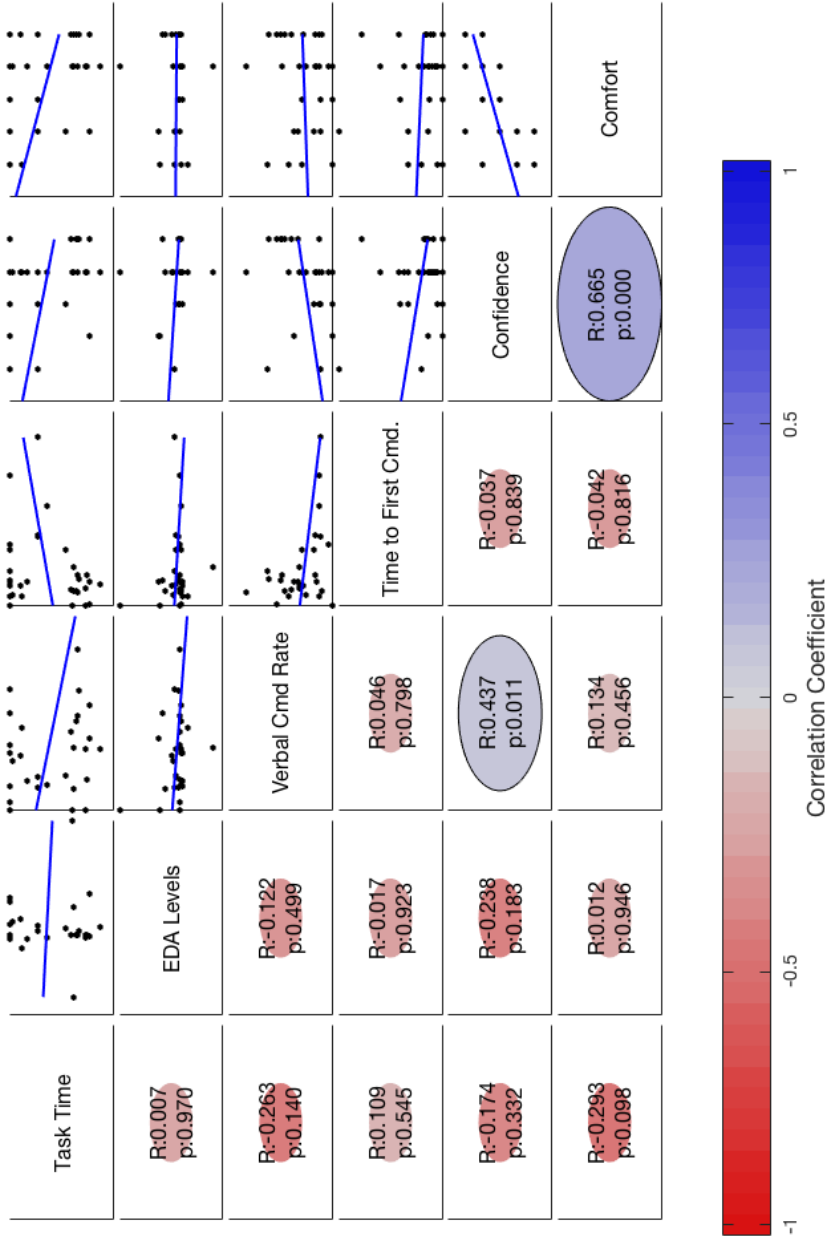 Task Time
R:0.007
p:0.970
EDA Levels
R:-0.263
p:0.140
R:-0.122
p:0.499
Verbal Cmd Rate
R:0.109
p:0.545
R:-0.017
p:0.923
R:0.046
p:0.798
Time to First Cmd.
R:-0.174
p:0.332
R:-0.238
p:0.183
R:0.437
p:0.011
R:-0.037
p:0.839
Confidence
R:-0.293
p:0.098
R:0.012
p:0.946
R:0.134
p:0.456
R:-0.042
p:0.816
R:0.665
p:0.000
Comfort
-1 -0.5 0 0.5 1
Correlation Coefficient